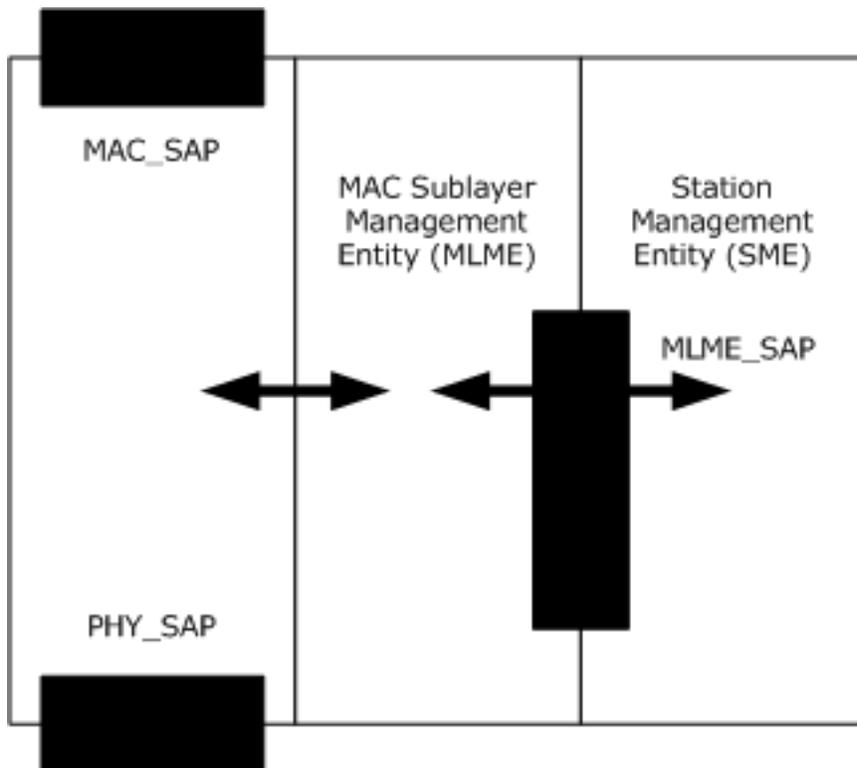 MAC_SAP
MAC Sublayer
Management
Entity (MLME)
Station
Management
Entity (SME)
MLME_SAP
PHY_SAP